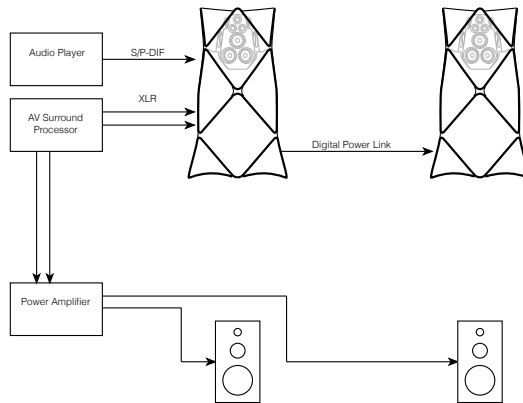 Audio Player
S/P-DIF
XLR
AV Surround
Processor
Digital Power Link
Power Amplifier